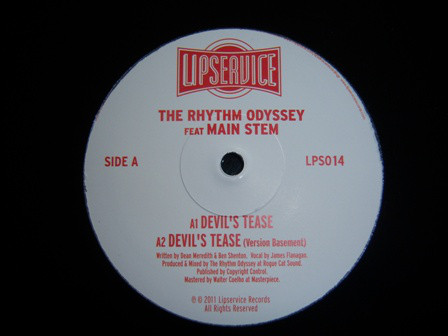 LIPSERVICE
THE RHYTHM ODYSSEY
FEAT MAIN STEM
SIDE A
LPS014
A1 DEVIL'S TEASE
A2 DEVIL'S TEASE (Version Basement)
Written by Dean Meredith & Ben Shenton. Vocal by James Flanagan.
Produced & Mixed by The Rhythm Odyssey at Rogue Cat Sound.
Published by Copyright Control.
Mastered by Walter Coelho at Masterpiece.
℗ © 2011 Lipservice Records
All Rights Reserved